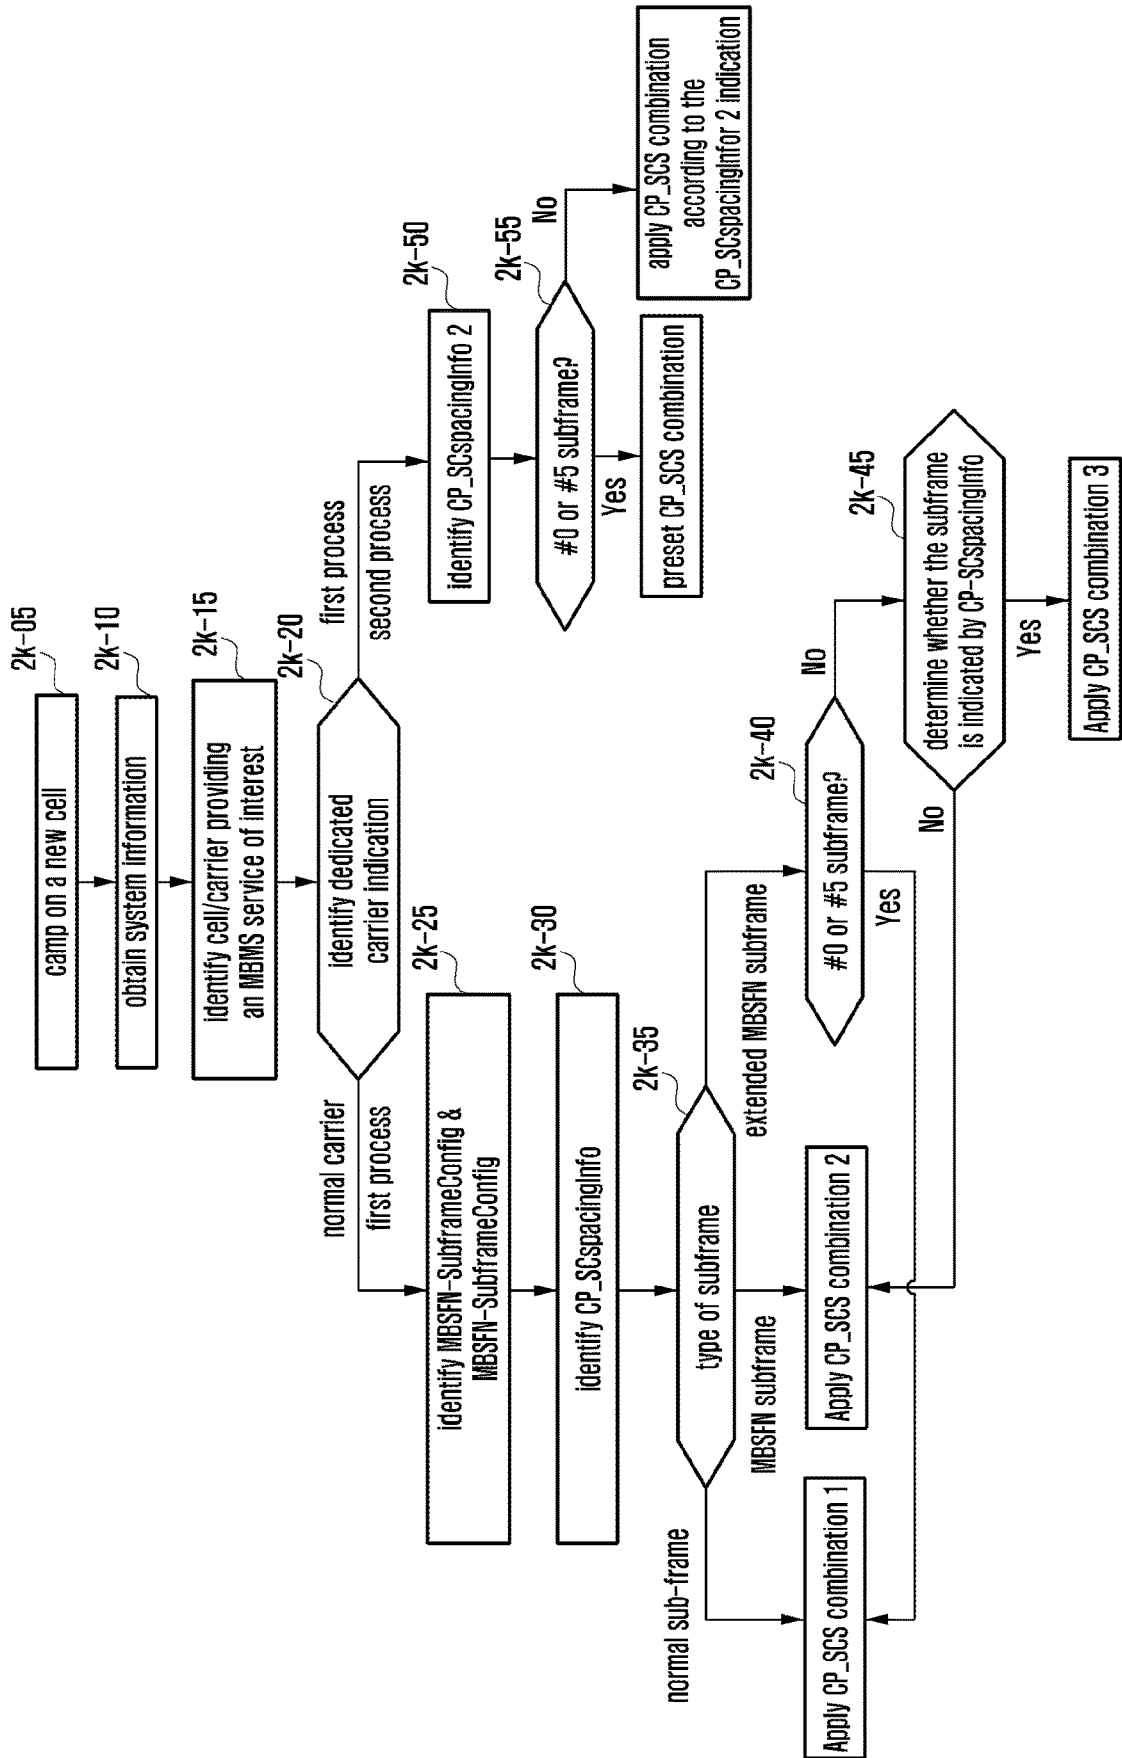 camp on a new cell
2k-05
obtain system information
2k-10
identify cell/carrier providing
an MBMS service of interest
2k-15
identify dedicated
carrier indication
2k-20
normal carrier
first process
first process
second process
identify MBSFN-SubframeConfig &
MBSFN-SubframeConfig
2k-25
identify CP_SCspacingInfo 2
2k-50
identify CP_SCspacingInfo
2k-30
#0 or #5 subframe?
2k-55
No
Yes
preset CP_SCS combination
apply CP_SCS combination
according to the
CP_SCspacingInfor 2 indication
type of subframe
2k-35
normal sub-frame
MBSFN subframe
extended MBSFN subframe
Apply CP_SCS combination 1
Apply CP_SCS combination 2
#0 or #5 subframe?
2k-40
No
Yes
determine whether the subframe
is indicated by CP-SCspacingInfo
2k-45
No
Yes
Apply CP_SCS combination 3